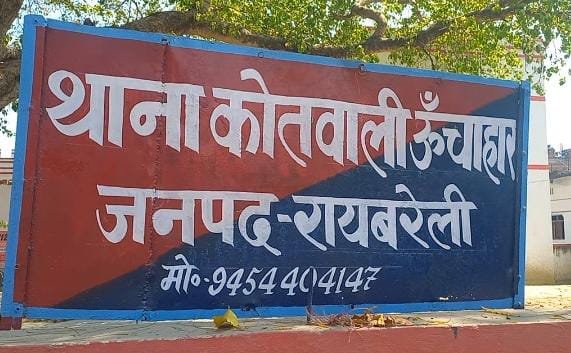 थाना कोतवाली ऊँचाहार
जनपद-रायबरेली
मो०-9454404147